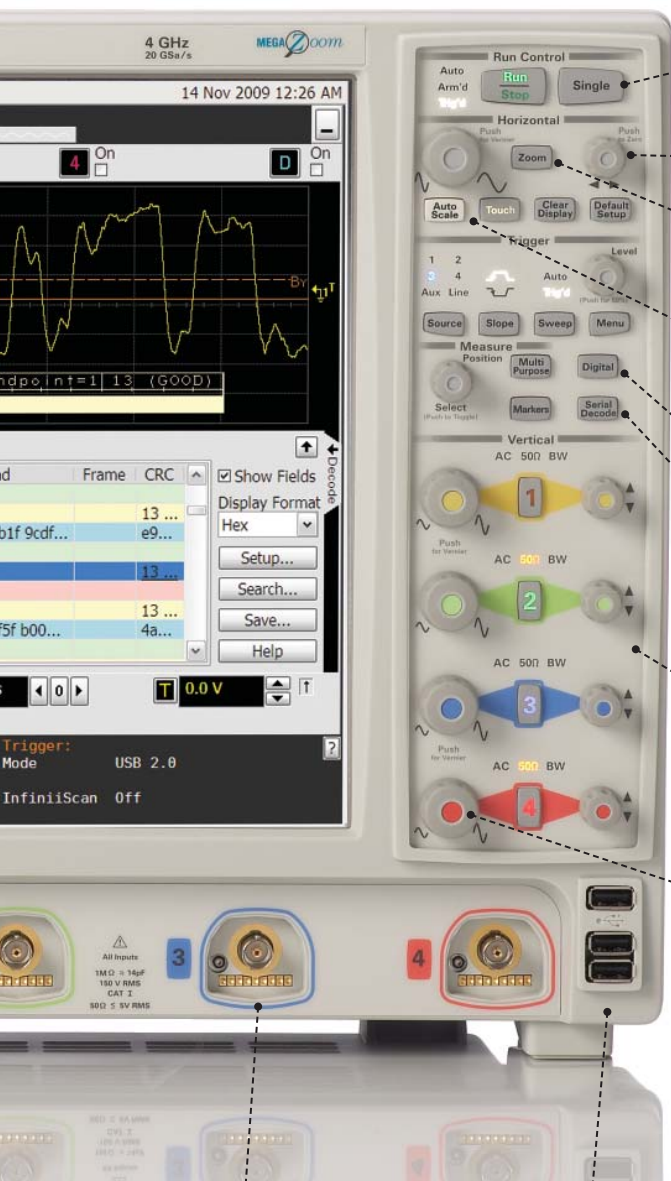 4 GHz
20 GSa/s
MEGA Zoom
14 Nov 2009 12:26 AM
4 On
D On
ndpoint=1 13 (GOOD)
Decode
nd Frame CRC
Show Fields
Display Format
Hex
13 ...
b1f 9cdf... e9...
13 ...
13 ...
f5f b00... 4a...
Setup...
Search...
Save...
Help
s 0 T 0.0 V
Trigger:
Mode USB 2.0
InfiniiScan Off
?
Run Control
Auto
Arm'd
Trig'd
Run
Stop
Single
Horizontal
Push
for Vernier
Zoom
Push
to Zero
Auto
Scale
Touch
Clear
Display
Default
Setup
Trigger
1 2
3 4
Aux Line
Auto
Trig'd
Level
Source Slope Sweep Menu
Measure
Position
Multi
Purpose
Digital
Select
(Push to Toggle)
Markers
Serial
Decode
Vertical
AC 50Ω BW
1
Push
for Vernier
AC 50Ω BW
2
AC 50Ω BW
3
Push
for Vernier
AC 50Ω BW
4
All Inputs
1MΩ ≈ 14pF
150 V RMS
CAT I
50Ω ≤ 5V RMS
3
4